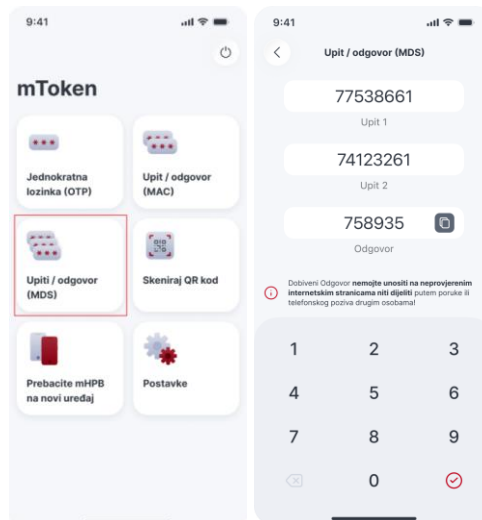 9:41
mToken
Jednokratna
lozinka (OTP)
Upit / odgovor
(MAC)
Upiti / odgovor
(MDS)
Skeniraj QR kod
Prebacite mHPB
na novi uređaj
Postavke
9:41
Upit / odgovor (MDS)
77538661
Upit 1
74123261
Upit 2
758935
Odgovor
Dobiveni Odgovor nemojte unositi na neprovjerenim
internetskim stranicama niti dijeliti putem poruke ili
telefonskog poziva drugim osobama!
1 2 3
4 5 6
7 8 9
0